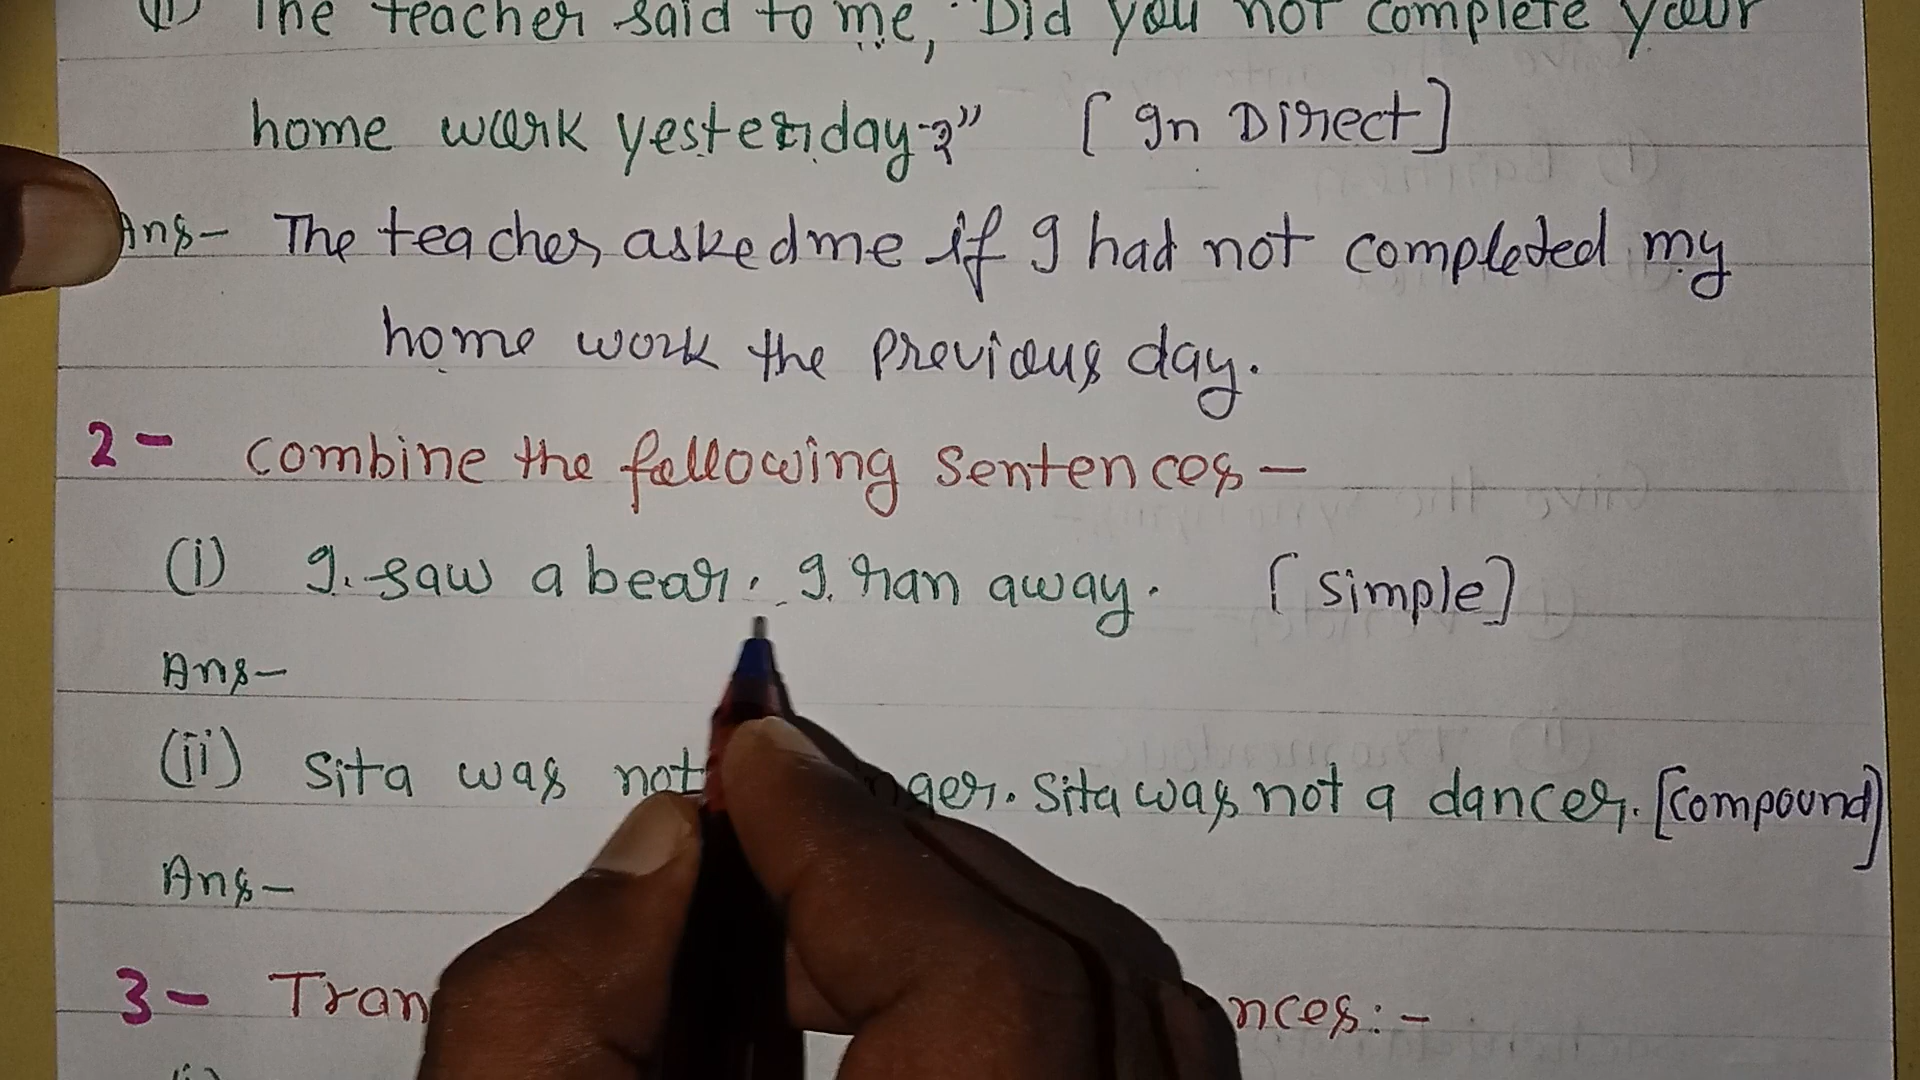 (ii) The teacher said to me, "Did you not complete your
home work yesterday?" [In Direct]
Ans- The teacher asked me if I had not completed my
home work the previous day.
2- Combine the following sentences-
(i) I saw a bear. I ran away. [Simple]
Ans-
(ii) Sita was not Sita was not a dancer. [Compound]
Ans-
3-